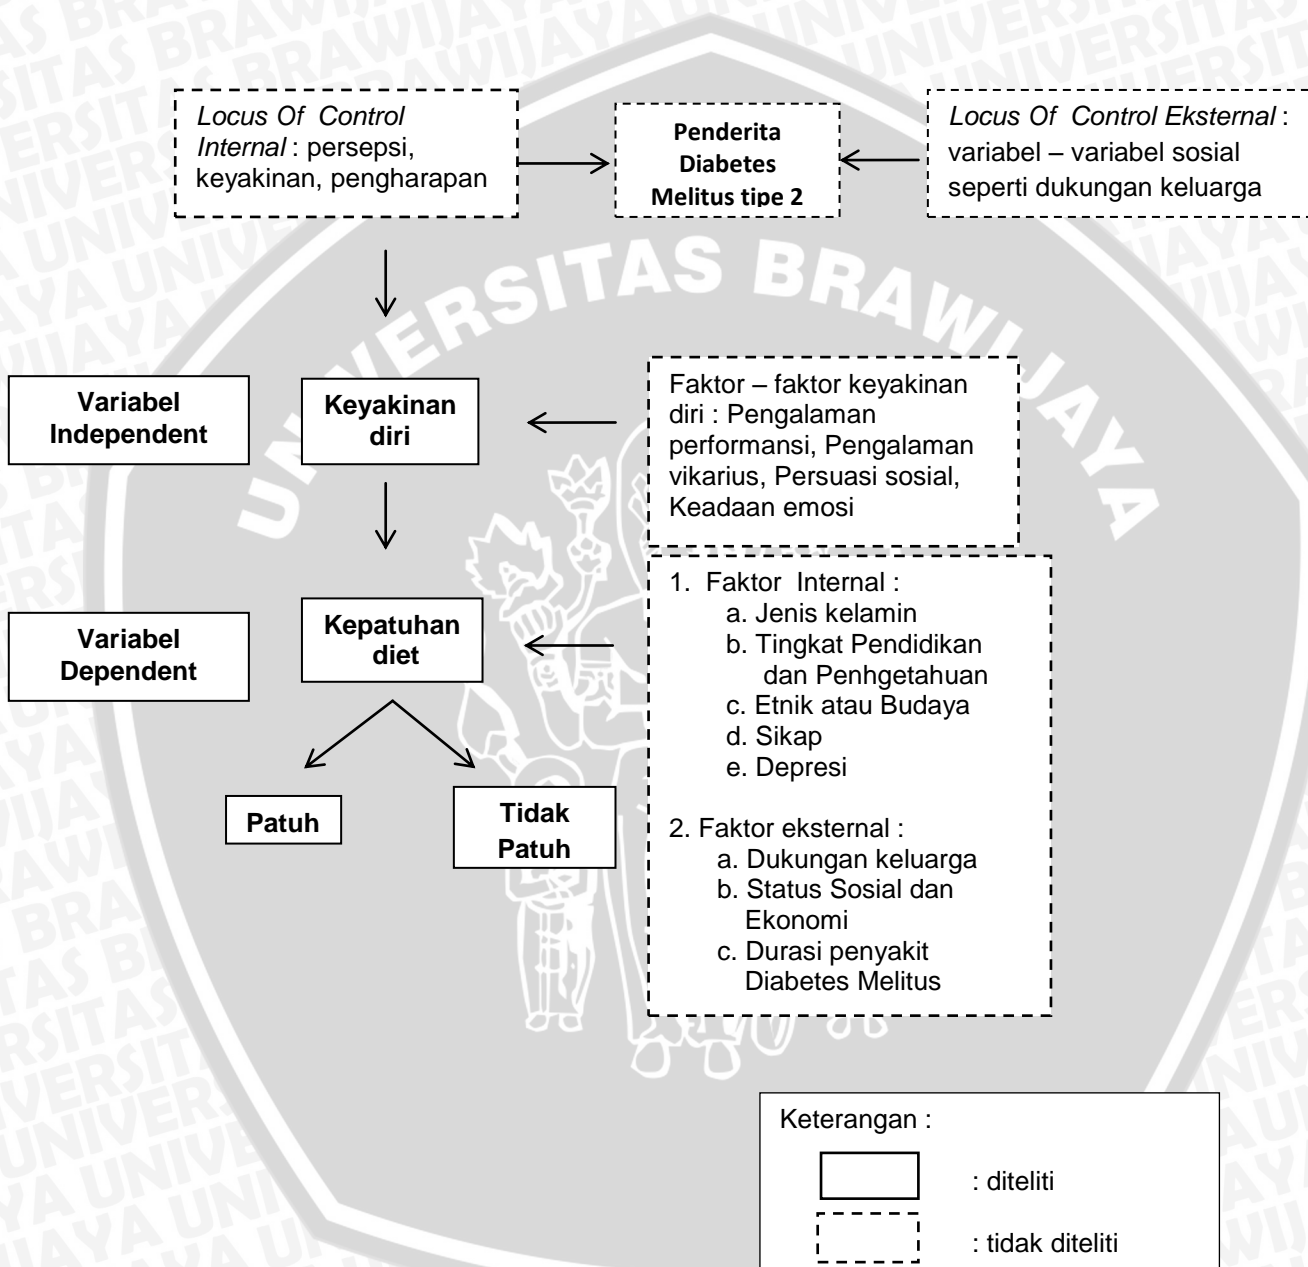 Locus Of Control
Internal : persepsi,
keyakinan, pengharapan
Penderita
Diabetes
Melitus tipe 2
Locus Of Control Eksternal :
variabel – variabel sosial
seperti dukungan keluarga
UNIVERSITAS BRAWIJAYA
Variabel
Independent
Keyakinan
diri
Faktor – faktor keyakinan
diri : Pengalaman
performansi, Pengalaman
vikarius, Persuasi sosial,
Keadaan emosi
Variabel
Dependent
Kepatuhan
diet
1. Faktor Internal :
a. Jenis kelamin
b. Tingkat Pendidikan
dan Penhgetahuan
c. Etnik atau Budaya
d. Sikap
e. Depresi
2. Faktor eksternal :
a. Dukungan keluarga
b. Status Sosial dan
Ekonomi
c. Durasi penyakit
Diabetes Melitus
Patuh
Tidak
Patuh
Keterangan :
: diteliti
: tidak diteliti